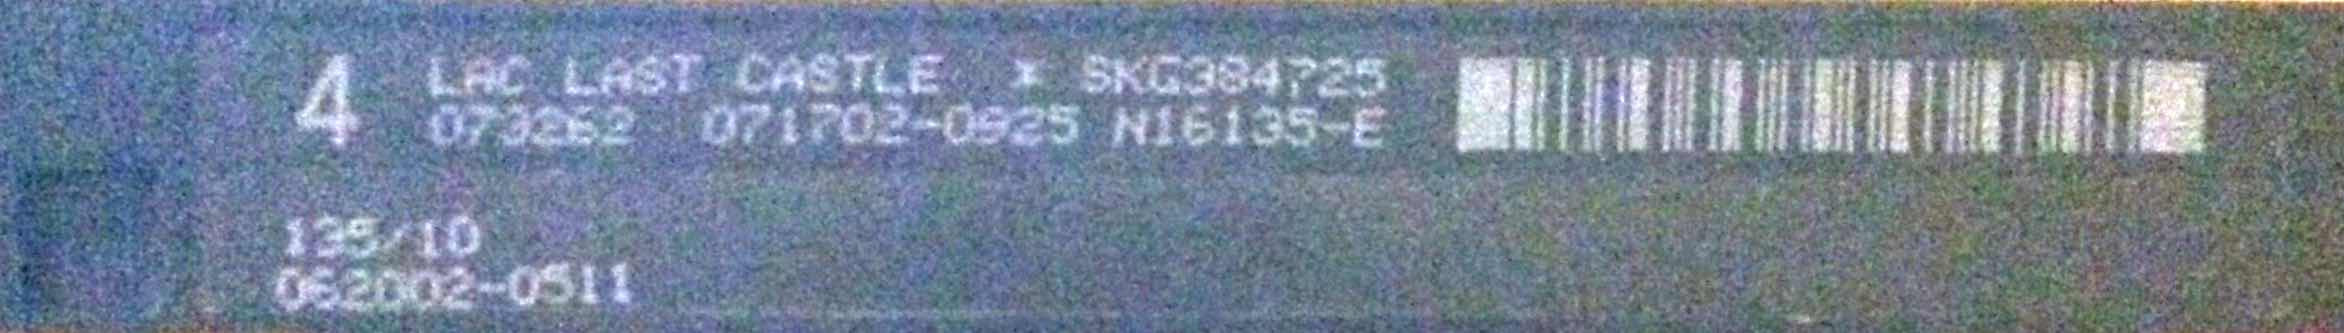 4 LAC LAST CASTLE * SKG384725
073262 071702-0925 N16135-E
135/10
062002-0511